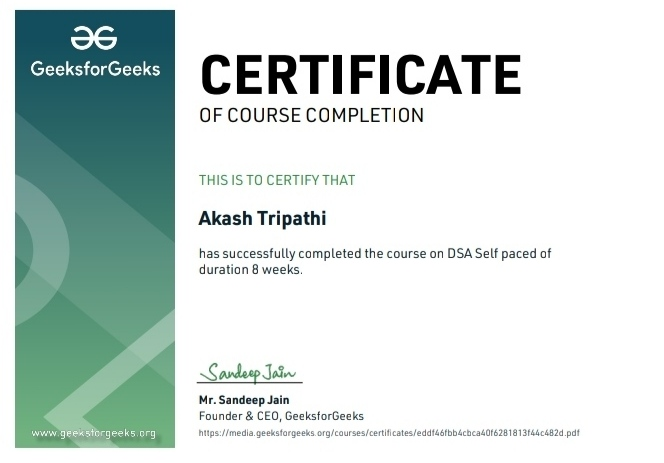 GeeksforGeeks
CERTIFICATE
OF COURSE COMPLETION
THIS IS TO CERTIFY THAT
Akash Tripathi
has successfully completed the course on DSA Self paced of
duration 8 weeks.
Sandeep Jain
Mr. Sandeep Jain
Founder & CEO, GeeksforGeeks
www.geeksforgeeks.org
https://media.geeksforgeeks.org/courses/certificates/eddf46fbb4cbca40f6281813f44c482d.pdf